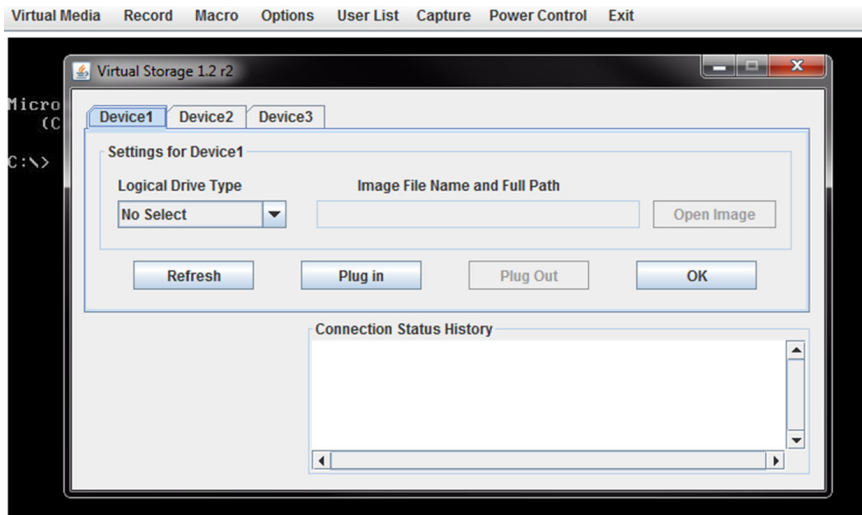 Virtual Media Record Macro Options User List Capture Power Control Exit
Virtual Storage 1.2 r2
Micro
(C
C:\>
Device1 Device2 Device3
Settings for Device1
Logical Drive Type Image File Name and Full Path
No Select Open Image
Refresh Plug in Plug Out OK
Connection Status History